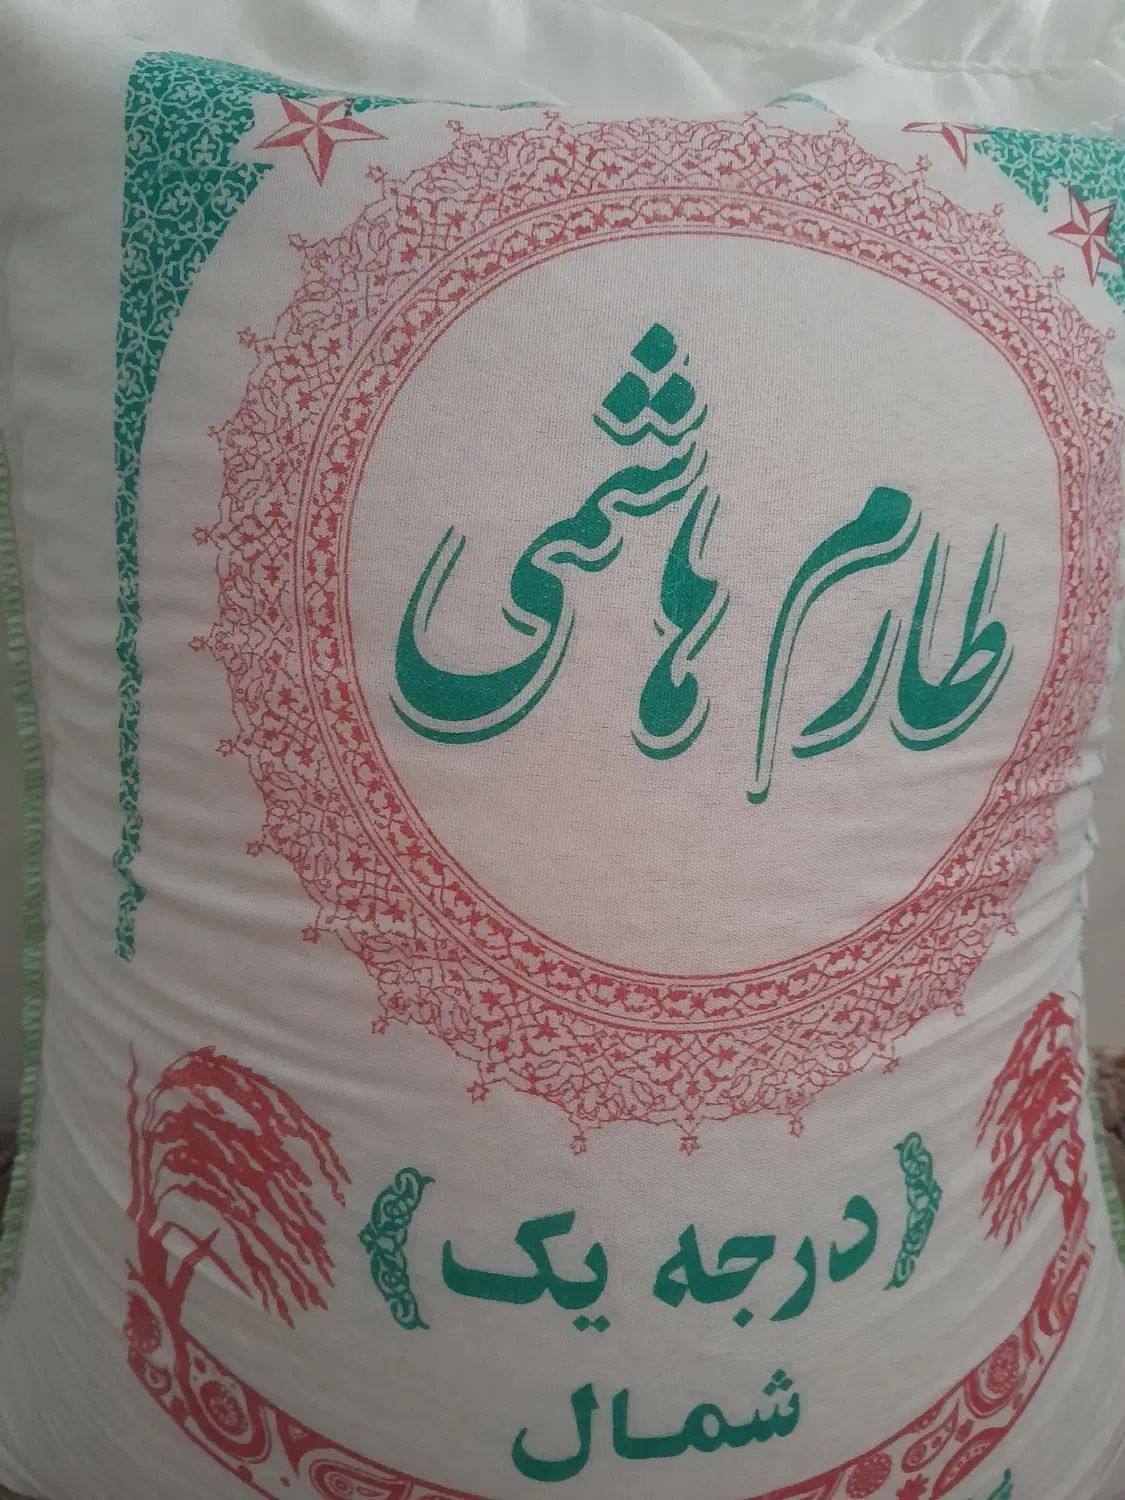 طارم هاشمی
(درجه یک)
شمال